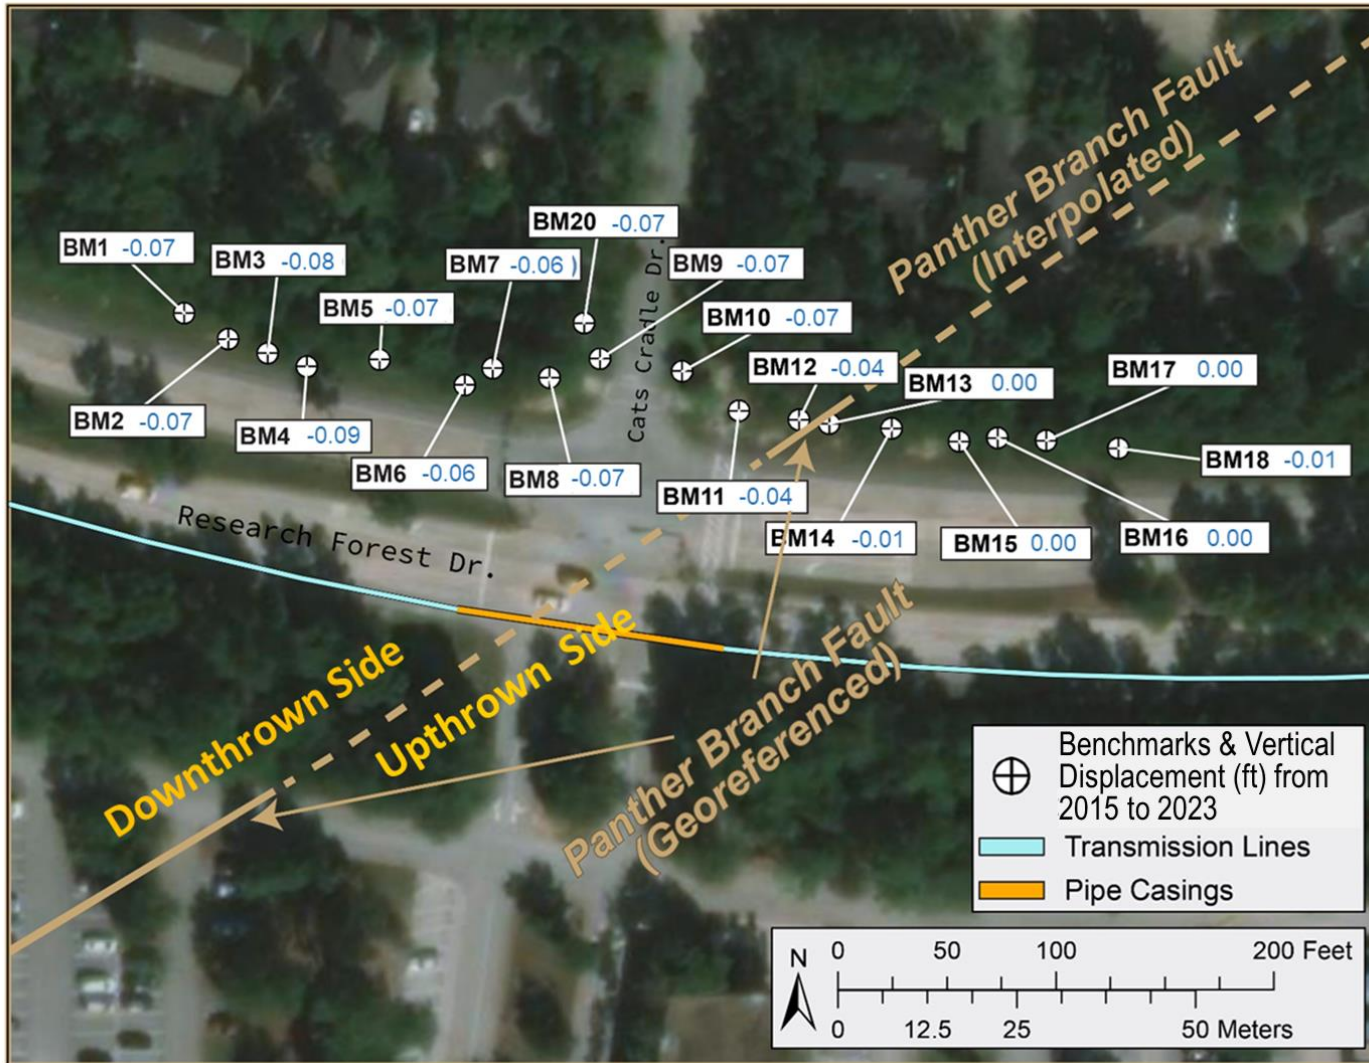 Panther Branch Fault
(Interpolated)
BM20 -0.07
BM1 -0.07
BM3 -0.08
BM7 -0.06 )
BM9 -0.07
BM5 -0.07
BM10 -0.07
Cats Cradle Dr.
BM12 -0.04
BM13 0.00
BM17 0.00
BM2 -0.07
BM4 -0.09
BM6 -0.06
BM8 -0.07
BM11 -0.04
BM18 -0.01
BM14 -0.01
BM15 0.00
BM16 0.00
Research Forest Dr.
Downthrown Side
Upthrown Side
Panther Branch Fault
(Georeferenced)
Benchmarks & Vertical
Displacement (ft) from
2015 to 2023
Transmission Lines
Pipe Casings
N
0 50 100 200 Feet
0 12.5 25 50 Meters